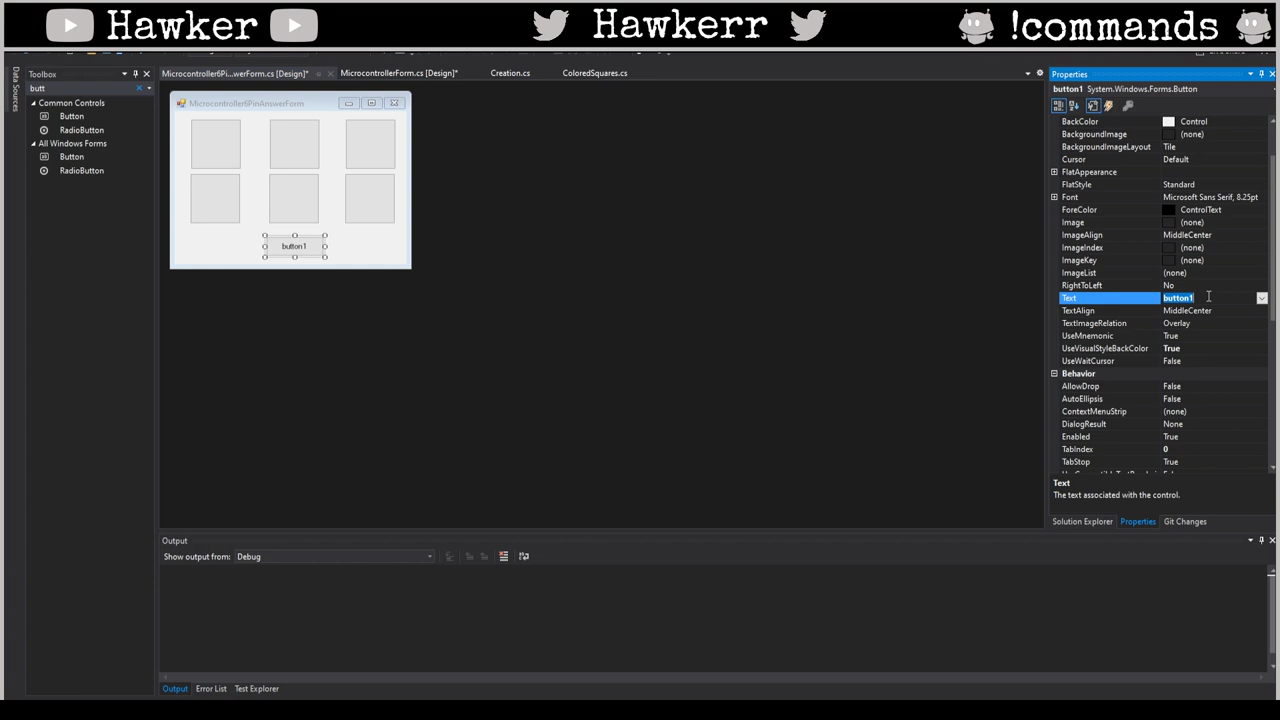 Hawker
Hawkerr
!commands
Toolbox
butt
Common Controls
Button
RadioButton
All Windows Forms
Button
RadioButton
Data Sources
Microcontroller6Pi...werForm.cs [Design]*
MicrocontrollerForm.cs [Design]*
Creation.cs
ColoredSquares.cs
Microcontroller6PinAnswerForm
button1
Output
Show output from: Debug
Output Error List Test Explorer
Properties
button1 System.Windows.Forms.Button
BackColor Control
BackgroundImage (none)
BackgroundImageLayout Tile
Cursor Default
FlatAppearance
FlatStyle Standard
Font Microsoft Sans Serif, 8.25pt
ForeColor ControlText
Image (none)
ImageAlign MiddleCenter
ImageIndex (none)
ImageKey (none)
ImageList (none)
RightToLeft No
Text button1
TextAlign MiddleCenter
TextImageRelation Overlay
UseMnemonic True
UseVisualStyleBackColor True
UseWaitCursor False
Behavior
AllowDrop False
AutoEllipsis False
ContextMenuStrip (none)
DialogResult None
Enabled True
TabIndex 0
TabStop True
Text
The text associated with the control.
Solution Explorer Properties Git Changes